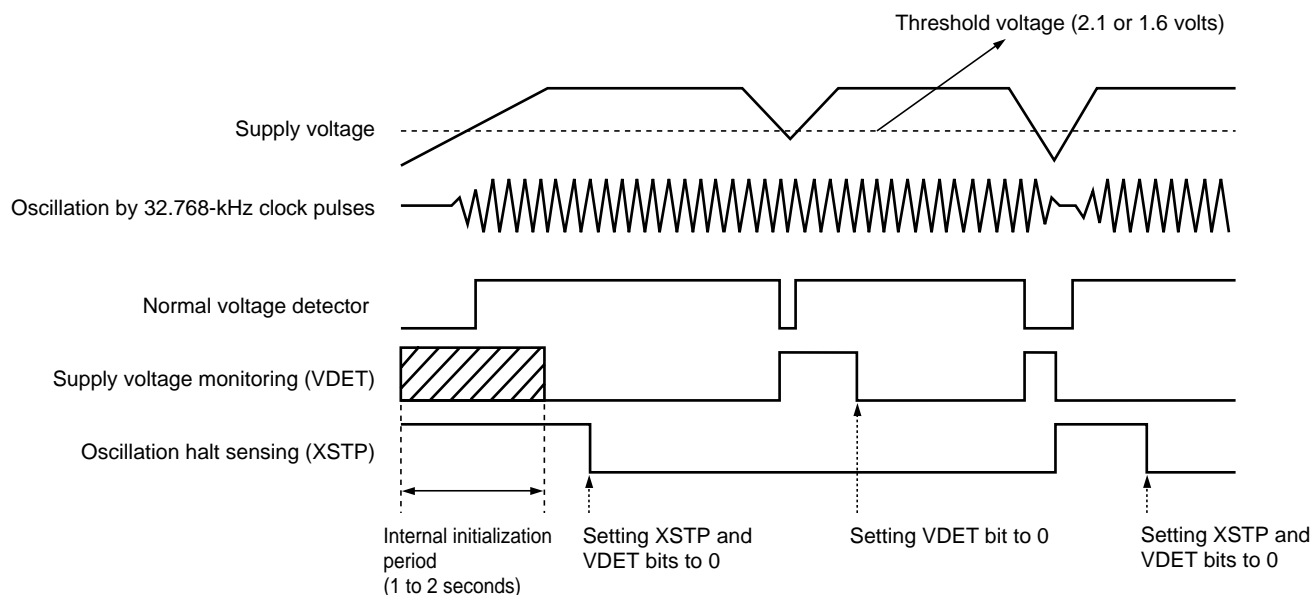 Threshold voltage (2.1 or 1.6 volts)
Supply voltage
Oscillation by 32.768-kHz clock pulses
Normal voltage detector
Supply voltage monitoring (VDET)
Oscillation halt sensing (XSTP)
Internal initialization
period
(1 to 2 seconds)
Setting XSTP and
VDET bits to 0
Setting VDET bit to 0
Setting XSTP and
VDET bits to 0